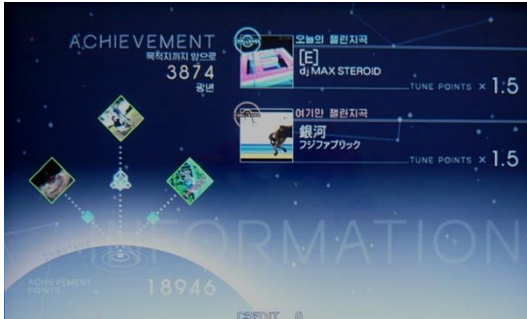 ACHIEVEMENT
목적지까지 앞으로
3874
광년
오늘의 챌린지곡
[E]
dj MAX STEROID
TUNE POINTS × 1.5
여기만 챌린지곡
銀河
フジファブリック
TUNE POINTS × 1.5
INFORMATION
ACHIEVEMENT
POINTS
18946
CREDIT 0